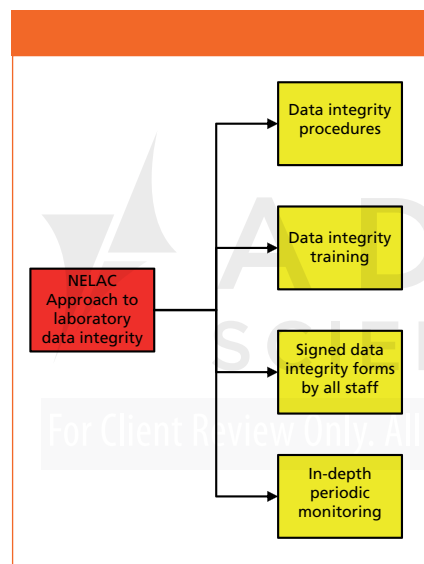 Data integrity
procedures
Data integrity
training
NELAC
Approach to
laboratory
data integrity
Signed data
integrity forms
by all staff
In-depth
periodic
monitoring
A D
SCIE
For Client Review Only. All